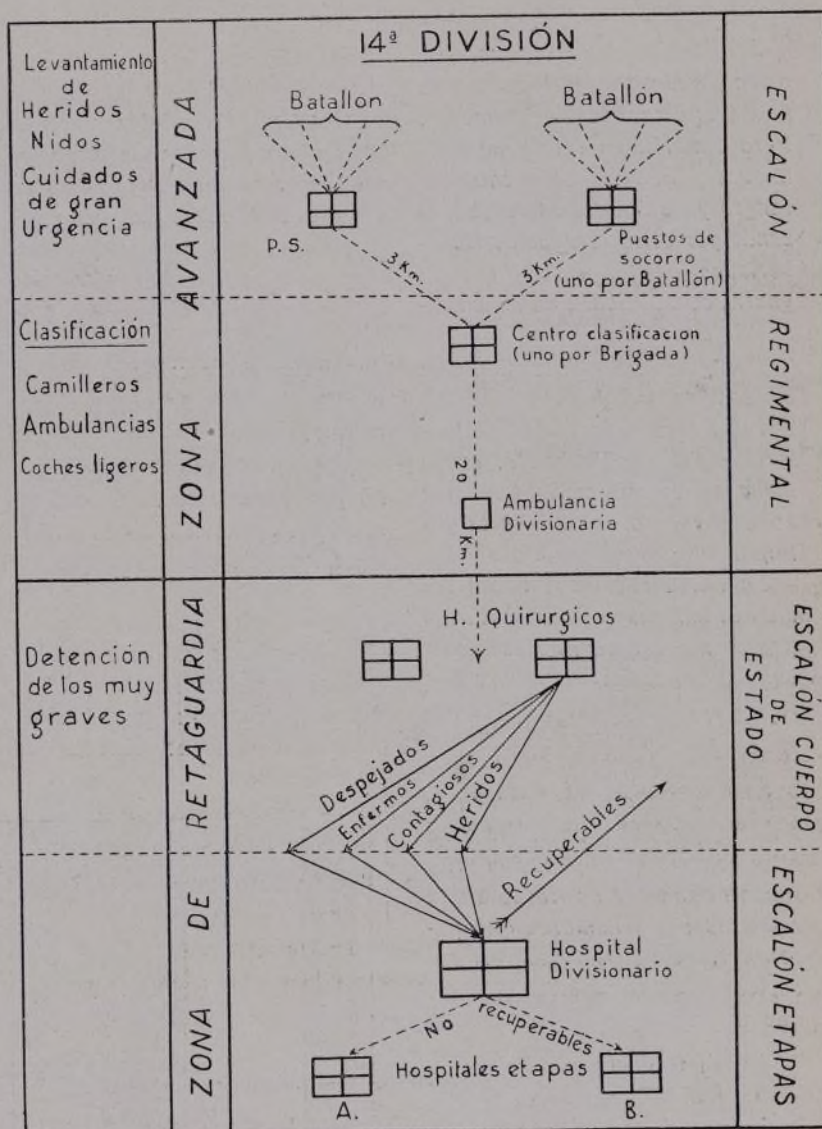 14ª DIVISIÓN
Levantamiento
de
Heridos
Nidos
Cuidados
de gran
Urgencia
ZONA AVANZADA
Batallon
Batallón
P. S.
Puestos de
socorro
(uno por Batallón)
3 Km.
3 Km.
ESCALÓN
REGIMENTAL
Clasificación
Camilleros
Ambulancias
Coches lígeros
Centro clasificacion
(uno por Brigada)
20
Km.
Ambulancia
Divisionaria
Detención
de los muy
graves
ZONA DE RETAGUARDIA
H. Quirurgicos
Despejados
Enfermos
Contagiosos
Heridos
Recuperables
ESCALÓN CUERPO
DE
ESTADO
Hospital
Divisionario
No recuperables
Hospitales etapas
A.
B.
ESCALÓN ETAPAS